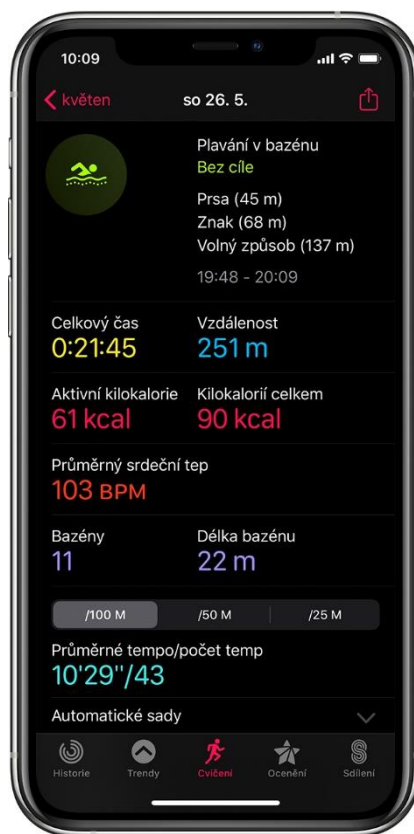 10:09
květen
so 26. 5.
Plavání v bazénu
Bez cíle
Prsa (45 m)
Znak (68 m)
Volný způsob (137 m)
19:48 - 20:09
Celkový čas Vzdálenost
0:21:45 251 m
Aktivní kilokalorie Kilokalorií celkem
61 kcal 90 kcal
Průměrný srdeční tep
103 BPM
Bazény Délka bazénu
11 22 m
/100 M /50 M /25 M
Průměrné tempo/počet temp
10'29"/43
Automatické sady
Historie Trendy Cvičení Ocenění Sdílení